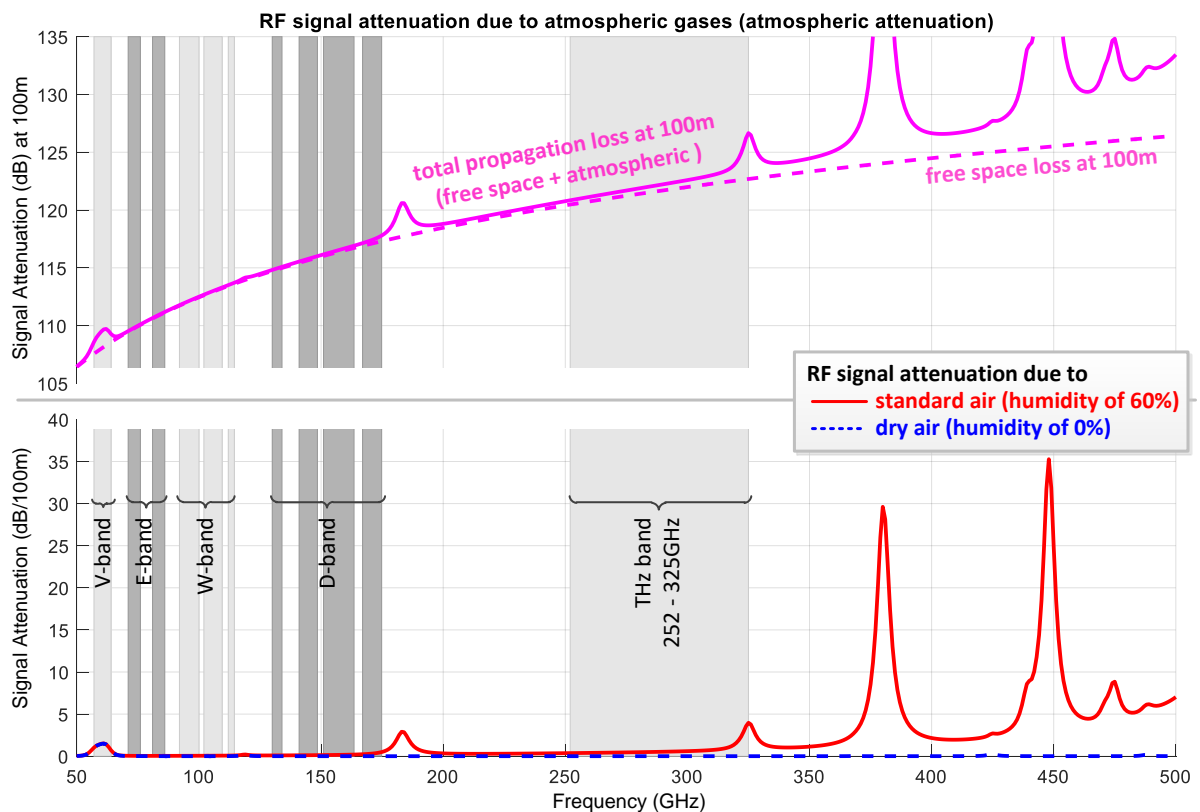 RF signal attenuation due to atmospheric gases (atmospheric attenuation)
Signal Attenuation (dB) at 100m
135
130
125
120
115
110
105
total propagation loss at 100m
(free space + atmospheric )
free space loss at 100m
RF signal attenuation due to
standard air (humidity of 60%)
dry air (humidity of 0%)
Signal Attenuation (dB/100m)
40
35
30
25
20
15
10
5
0
V-band
E-band
W-band
D-band
THz band
252 - 325GHz
50
100
150
200
250
300
350
400
450
500
Frequency (GHz)